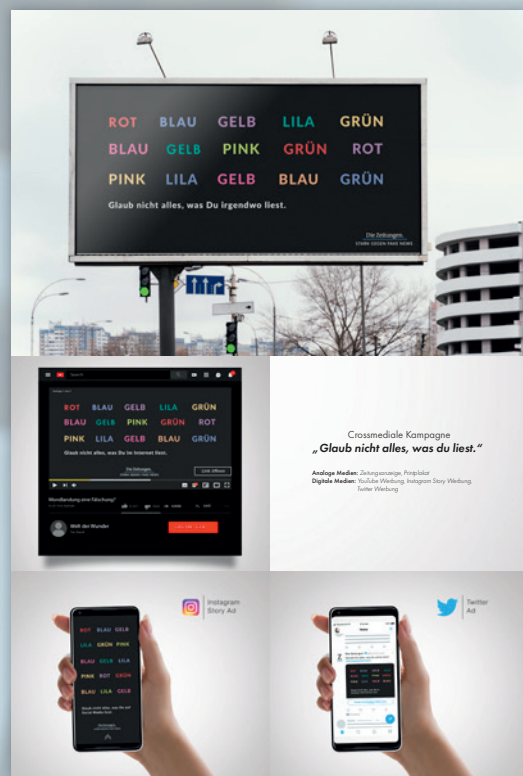 ROT BLAU GELB LILA GRÜN
BLAU GELB PINK GRÜN ROT
PINK LILA GELB BLAU GRÜN
Glaub nicht alles, was Du irgendwo liest.
Die Zeitungen.
STARK GEGEN FAKE NEWS
Search
ROT BLAU GELB LILA GRÜN
BLAU GELB PINK GRÜN ROT
PINK LILA GELB BLAU GRÜN
Glaub nicht alles, was Du im Internet liest.
Die Zeitungen.
Link öffnen
Mondlandung eine Fälschung?
Welt der Wunder
Crossmediale Kampagne
„Glaub nicht alles, was du liest.“
Analoge Medien: Zeitungsanzeige, Printplakat
Digitale Medien: YouTube Werbung, Instagram Story Werbung,
Twitter Werbung
Instagram
Story Ad
ROT BLAU GELB
LILA GRÜN PINK
BLAU GELB LILA
PINK ROT GRÜN
BLAU LILA GELB
Twitter
Ad